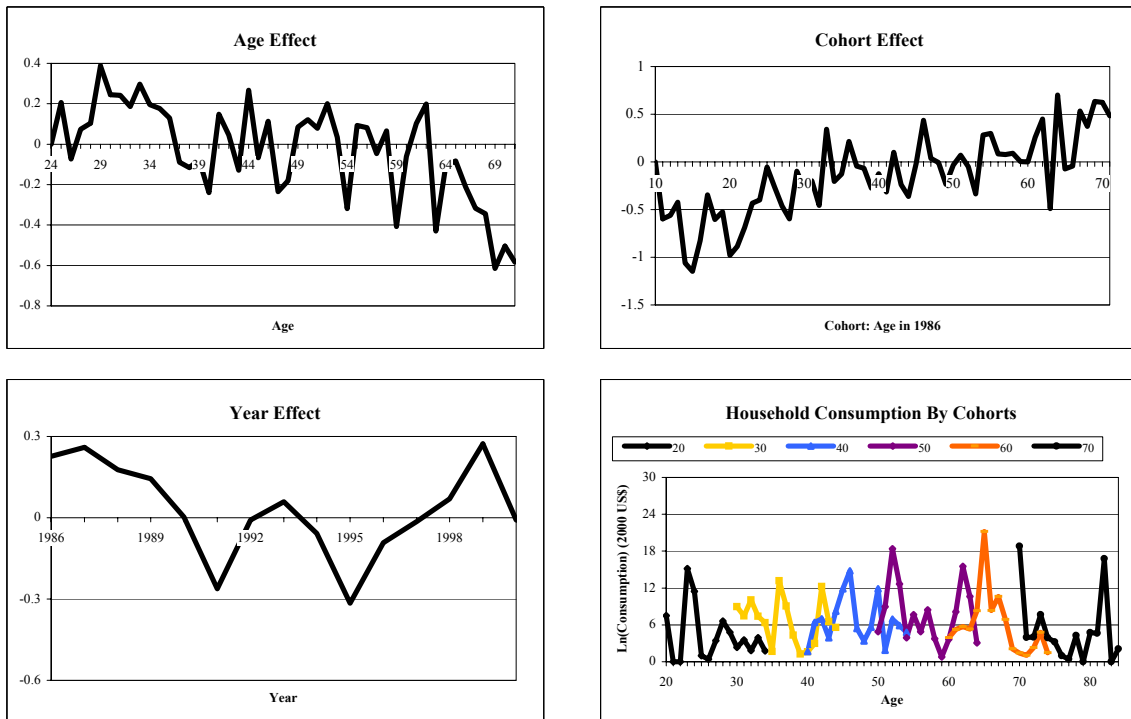 Age Effect
0.4
0.2
0
-0.2
-0.4
-0.6
-0.8
24 29 34 39 44 49 54 59 64 69
Age
Cohort Effect
1
0.5
0
-0.5
-1
-1.5
10 20 30 40 50 60 70
Cohort: Age in 1986
Year Effect
0.3
0
-0.3
-0.6
1986 1989 1992 1995 1998
Year
Household Consumption By Cohorts
20 30 40 50 60 70
Ln(Consumption) (2000 US$)
30
24
18
12
6
0
20 30 40 50 60 70 80
Age